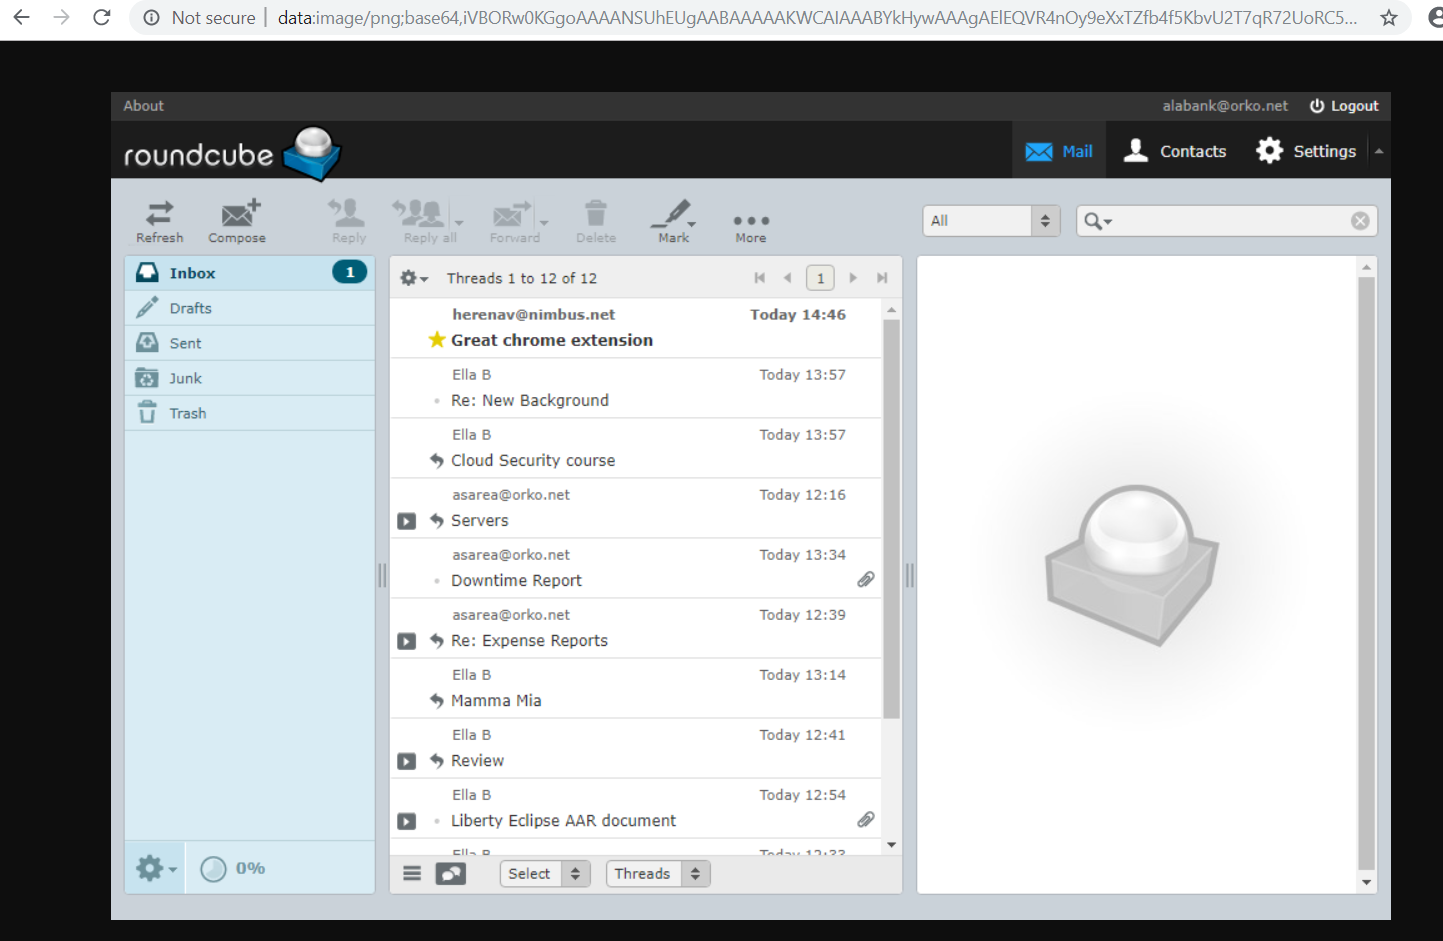 Not secure | data:image/png;base64,iVBORw0KGgoAAAANSUhEUgAABAAAAAKWCAIAAABYkHywAAAgAElEQVR4nOy9eXxTZfb4f5KbvU2T7qR72UoRC5...
About
alabank@orko.net Logout
roundcube
Mail Contacts Settings
Refresh Compose Reply Reply all Forward Delete Mark More
All
Inbox 1
Drafts
Sent
Junk
Trash
0%
Threads 1 to 12 of 12 1
herenav@nimbus.net Today 14:46
Great chrome extension
Ella B Today 13:57
Re: New Background
Ella B Today 13:57
Cloud Security course
asarea@orko.net Today 12:16
Servers
asarea@orko.net Today 13:34
Downtime Report
asarea@orko.net Today 12:39
Re: Expense Reports
Ella B Today 13:14
Mamma Mia
Ella B Today 12:41
Review
Ella B Today 12:54
Liberty Eclipse AAR document
Ella B Today 12:33
Select Threads